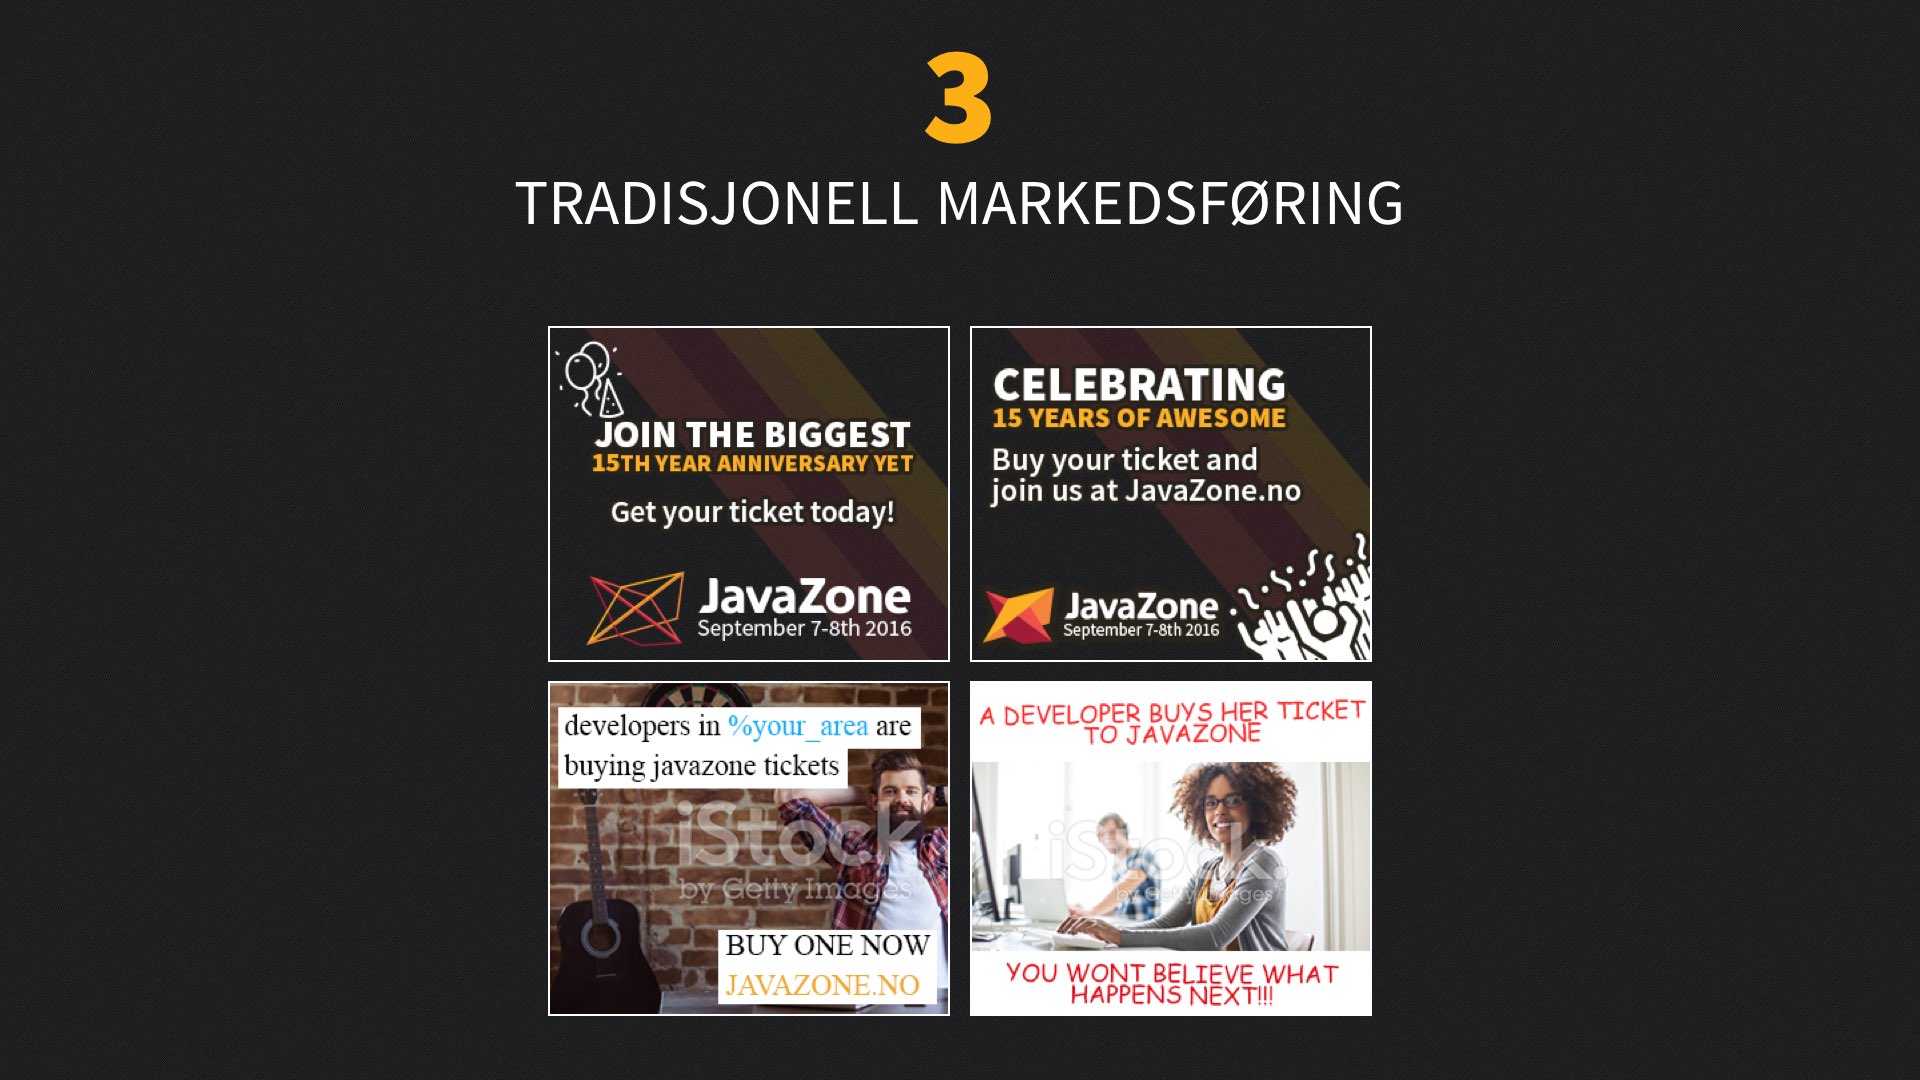 3
TRADISJONELL MARKEDSFØRING
JOIN THE BIGGEST
15TH YEAR ANNIVERSARY YET
Get your ticket today!
JavaZone
September 7-8th 2016
CELEBRATING
15 YEARS OF AWESOME
Buy your ticket and
join us at JavaZone.no
JavaZone
September 7-8th 2016
developers in %your_area are
buying javazone tickets
iStock
by Getty Images
BUY ONE NOW
JAVAZONE.NO
A DEVELOPER BUYS HER TICKET
TO JAVAZONE
iStock.
by Getty Images
YOU WONT BELIEVE WHAT
HAPPENS NEXT!!!